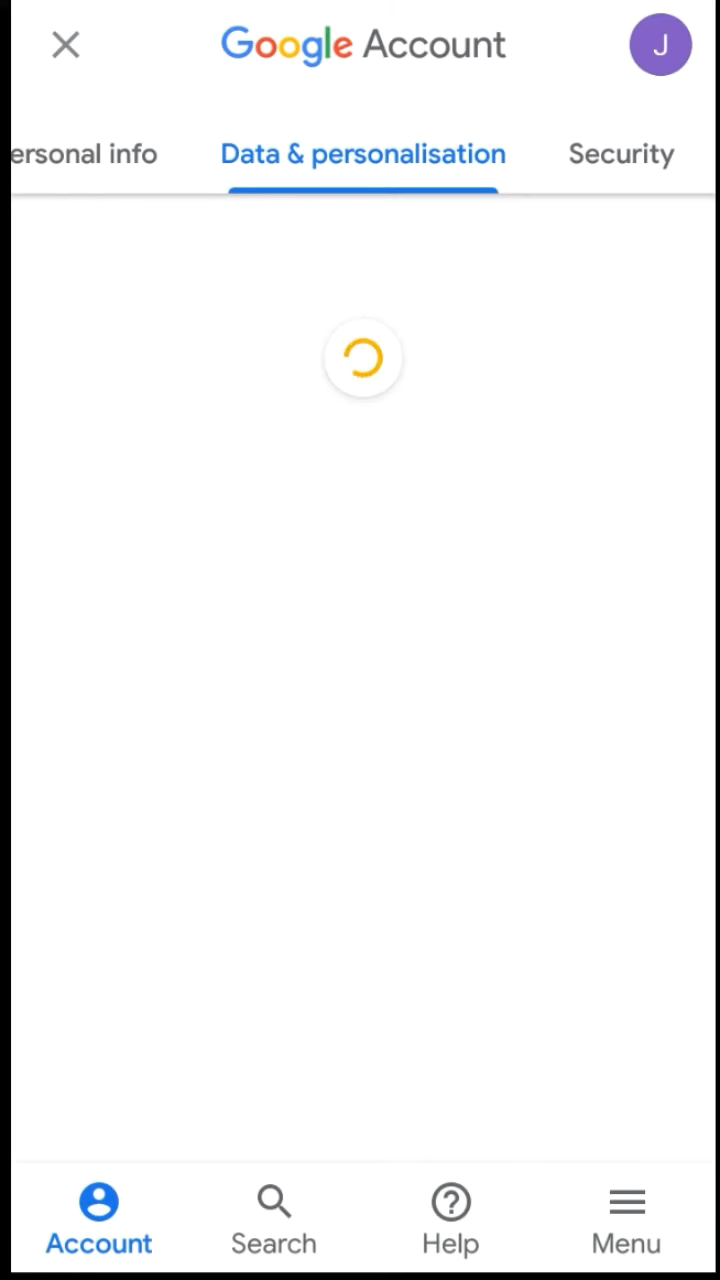 Google Account
J
ersonal info
Data & personalisation
Security
Account
Search
Help
Menu